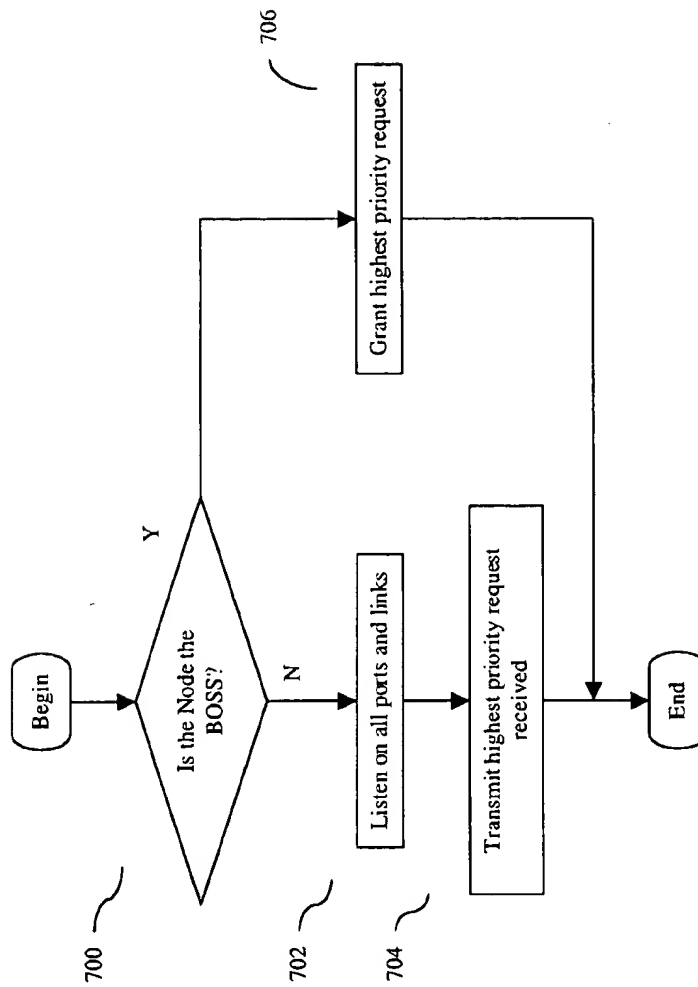 Begin
700
Is the Node the
BOSS?
Y
N
702
Listen on all ports and links
706
Grant highest priority request
704
Transmit highest priority request
received
End